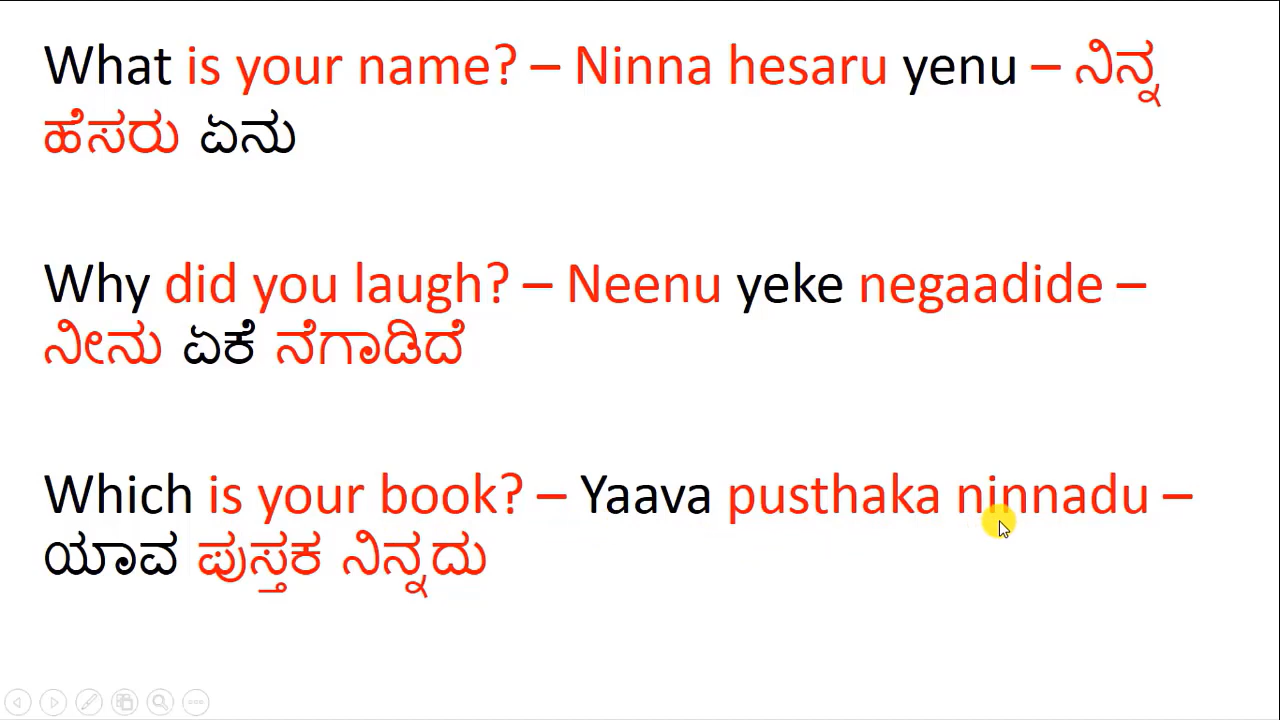 What is your name? – Ninna hesaru yenu – ನಿನ್ನ
ಹೆಸರು ಏನು
Why did you laugh? – Neenu yeke negaadide –
ನೀನು ಏಕೆ ನೆಗಾಡಿದೆ
Which is your book? – Yaava pusthaka ninnadu –
ಯಾವ ಪುಸ್ತಕ ನಿನ್ನದು